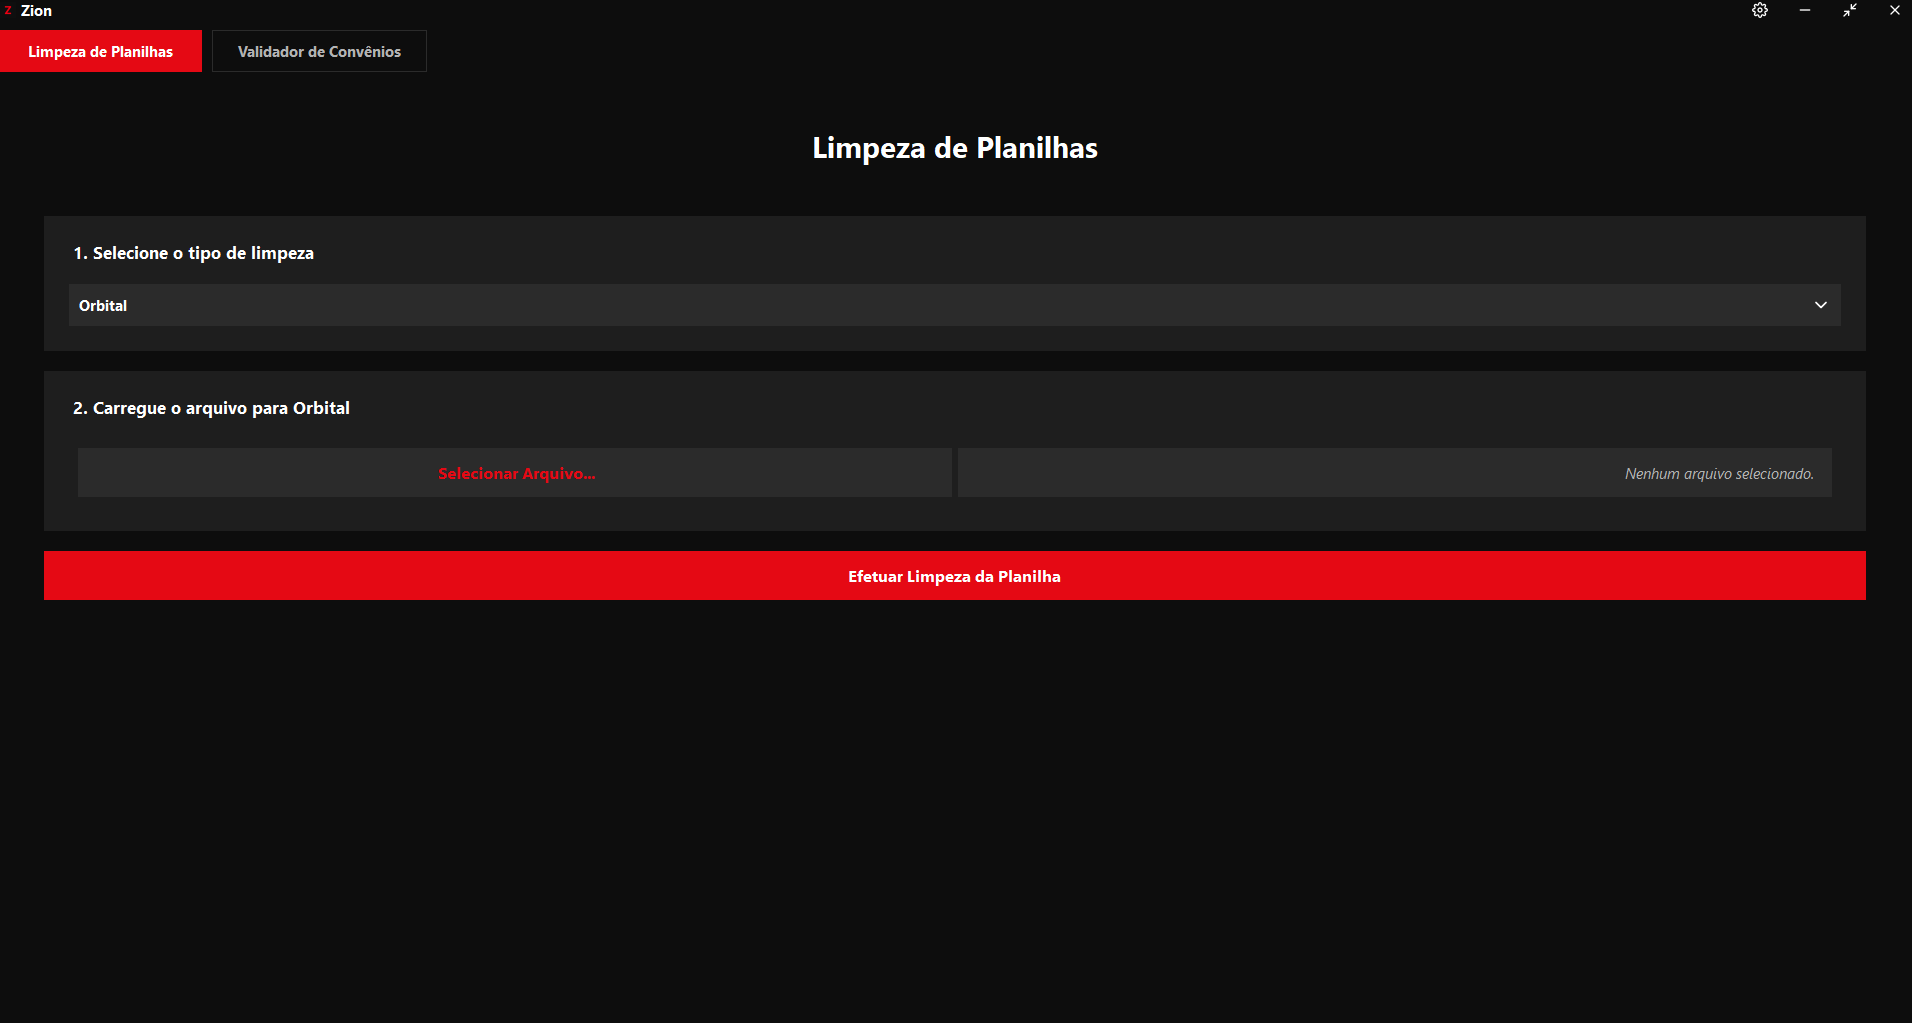 Z Zion
Limpeza de Planilhas
Validador de Convênios
Limpeza de Planilhas
1. Selecione o tipo de limpeza
Orbital
2. Carregue o arquivo para Orbital
Selecionar Arquivo...
Nenhum arquivo selecionado.
Efetuar Limpeza da Planilha